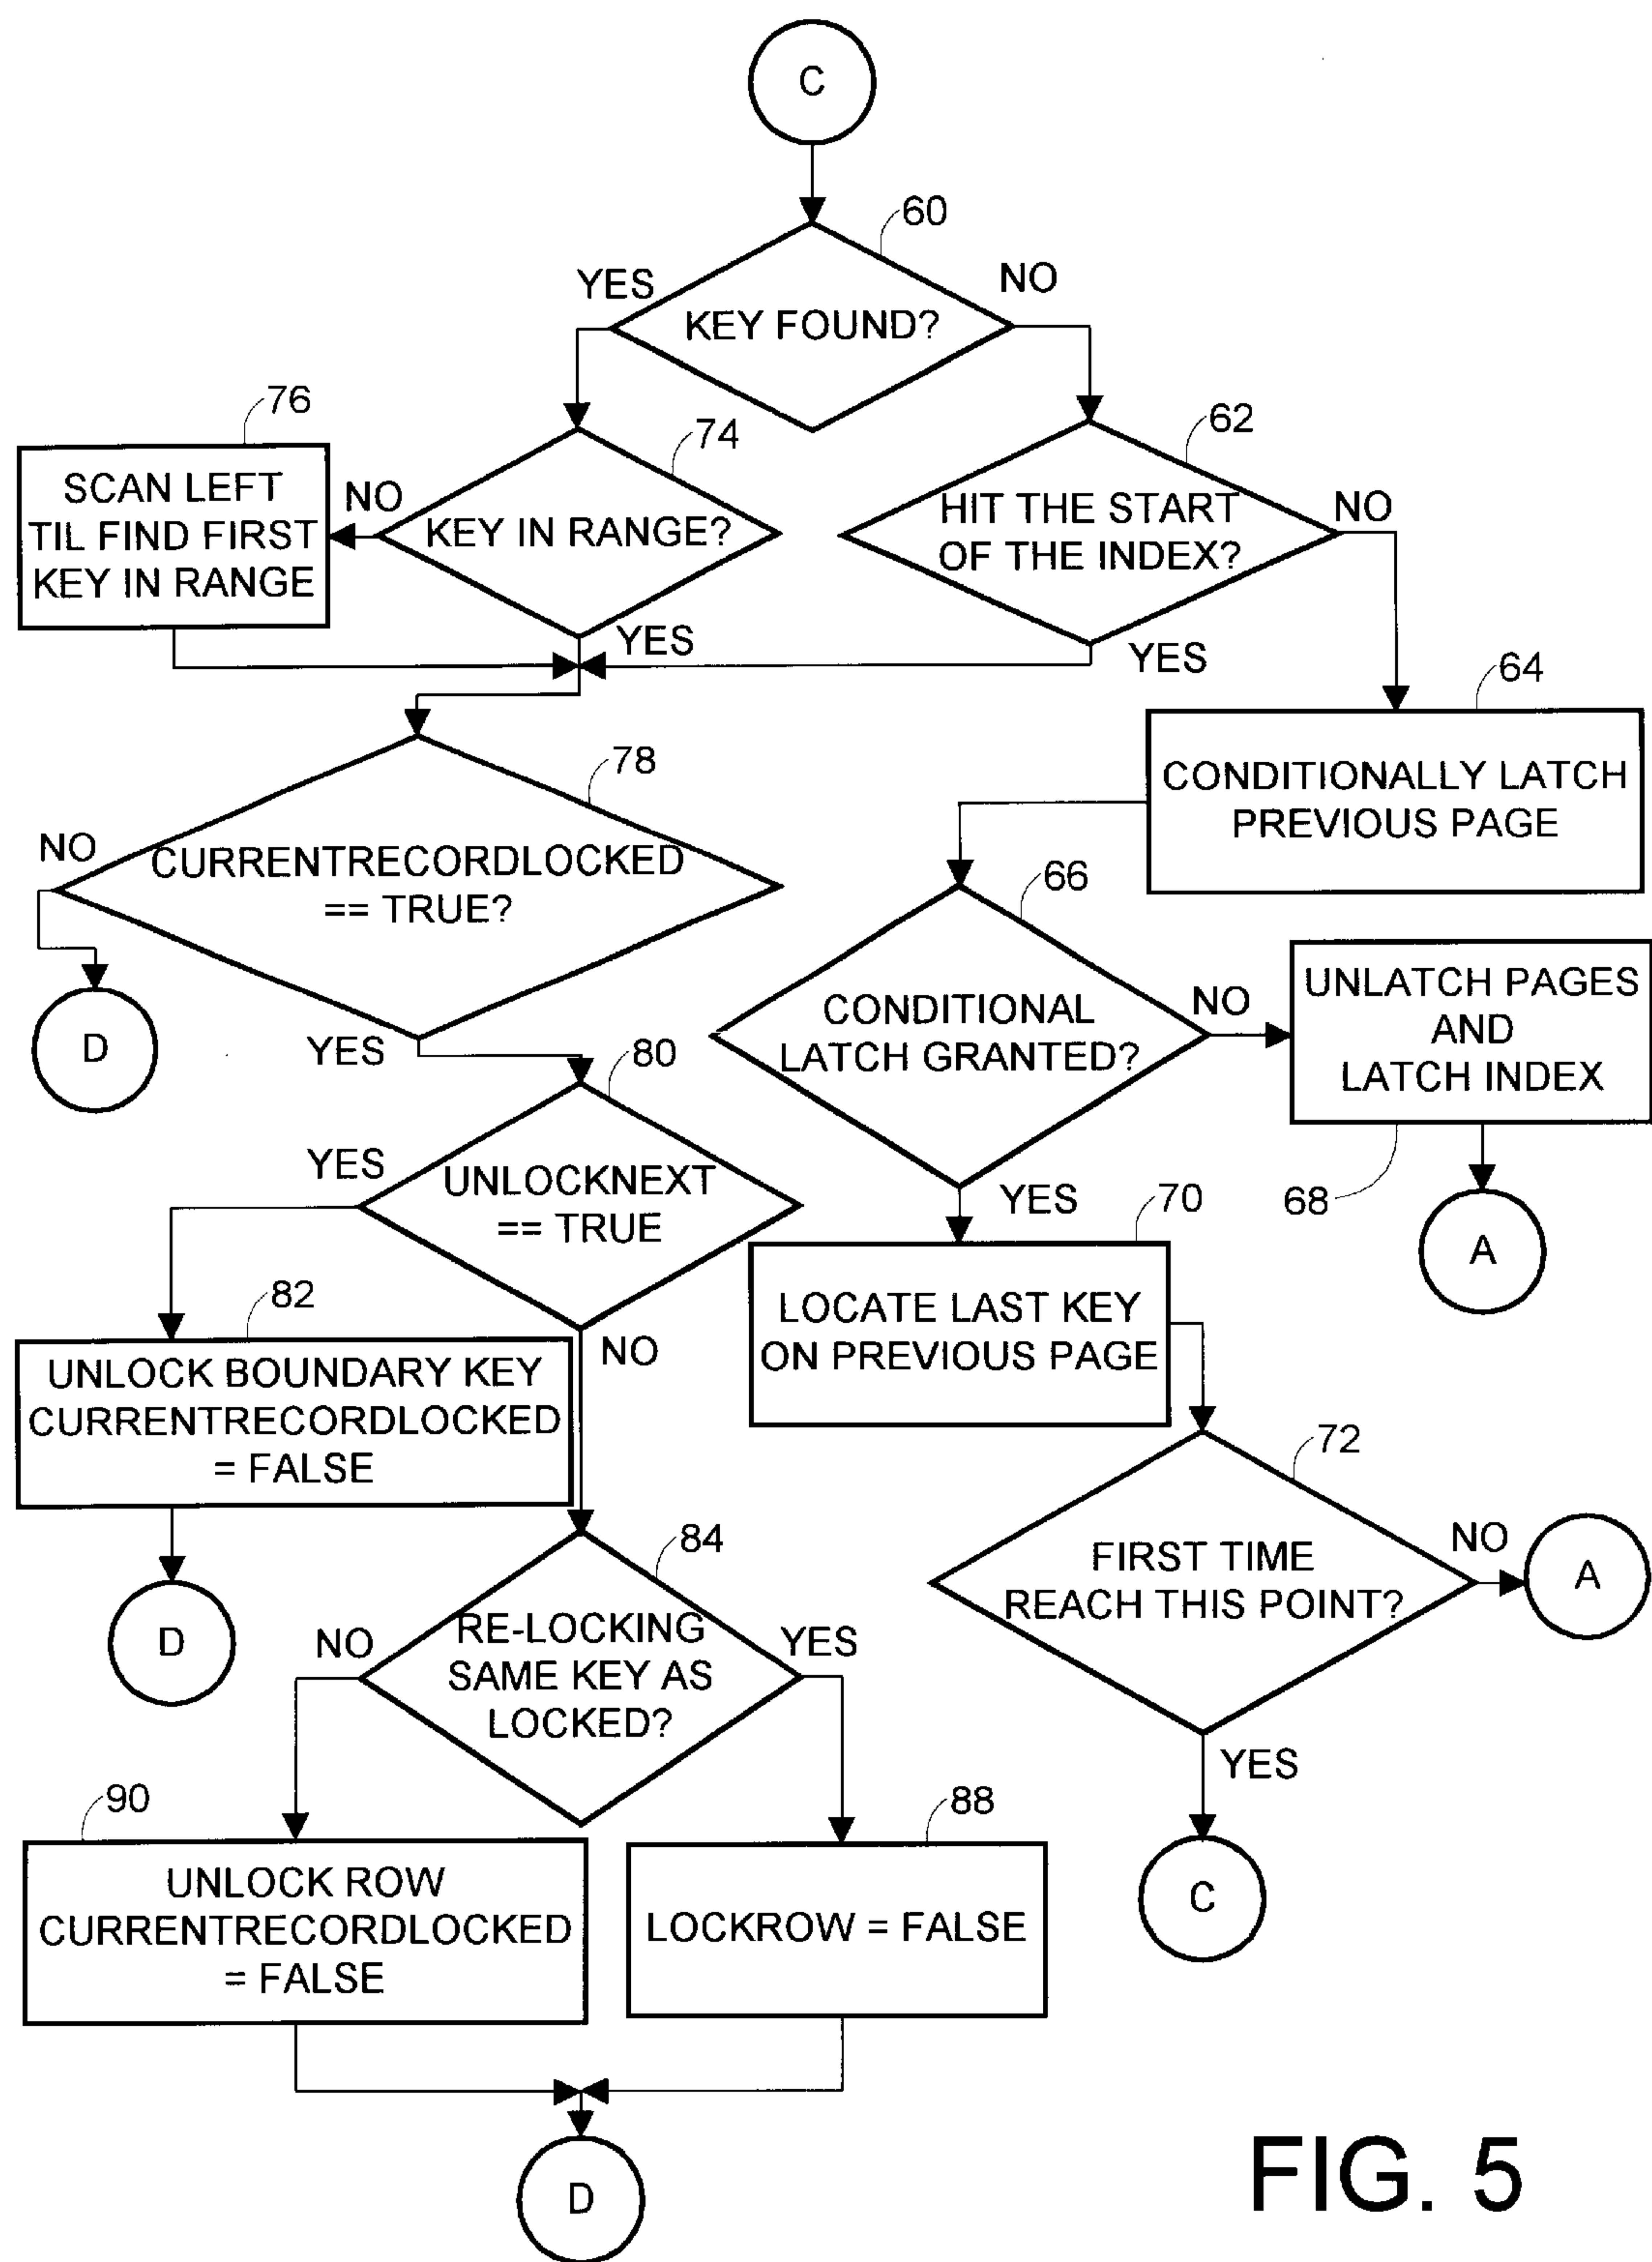 C
60
YES
NO
KEY FOUND?
76
74
62
SCAN LEFT
TIL FIND FIRST
KEY IN RANGE
NO
KEY IN RANGE?
HIT THE START
OF THE INDEX?
NO
YES
YES
64
78
CONDITIONALLY LATCH
PREVIOUS PAGE
NO
CURRENTRECORDLOCKED
== TRUE?
66
D
YES
CONDITIONAL
LATCH GRANTED?
NO
UNLATCH PAGES
AND
LATCH INDEX
80
YES
UNLOCKNEXT
== TRUE
YES
70
68
A
82
NO
LOCATE LAST KEY
ON PREVIOUS PAGE
UNLOCK BOUNDARY KEY
CURRENTRECORDLOCKED
= FALSE
72
84
D
FIRST TIME
REACH THIS POINT?
NO
A
NO
RE-LOCKING
SAME KEY AS
LOCKED?
YES
YES
90
88
UNLOCK ROW
CURRENTRECORDLOCKED
= FALSE
LOCKROW = FALSE
C
D
FIG. 5